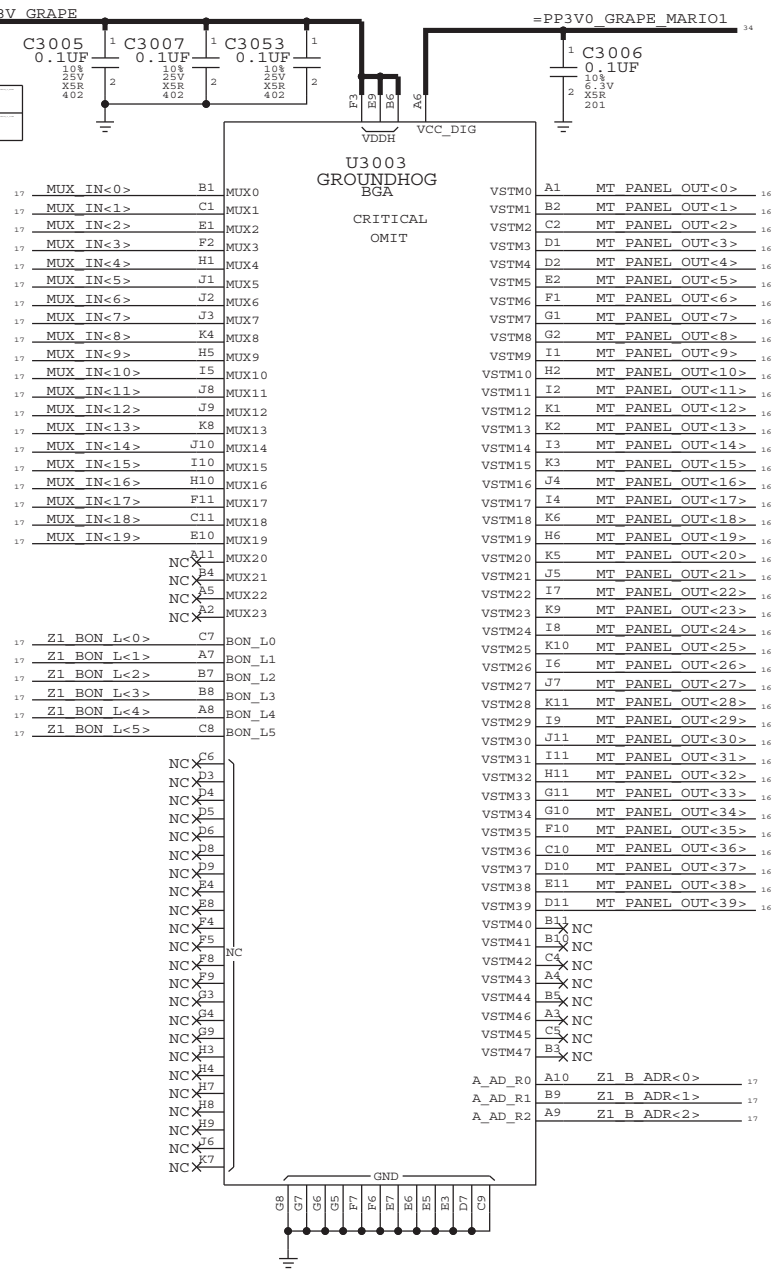 3V GRAPE
=PP3V0_GRAPE_MARIO1 34
C3005 0.1UF 10% 25V X5R 402 1 2
C3007 0.1UF 10% 25V X5R 402 1 2
C3053 0.1UF 10% 25V X5R 402 1 2
C3006 0.1UF 10% 6.3V X5R 201 1 2
F3 E9 B6 A6
VDDH VCC_DIG
U3003
GROUNDHOG
BGA
CRITICAL
OMIT
17 MUX_IN<0> B1 MUX0
17 MUX_IN<1> C1 MUX1
17 MUX_IN<2> E1 MUX2
17 MUX_IN<3> F2 MUX3
17 MUX_IN<4> H1 MUX4
17 MUX_IN<5> J1 MUX5
17 MUX_IN<6> J2 MUX6
17 MUX_IN<7> J3 MUX7
17 MUX_IN<8> K4 MUX8
17 MUX_IN<9> H5 MUX9
17 MUX_IN<10> I5 MUX10
17 MUX_IN<11> J8 MUX11
17 MUX_IN<12> J9 MUX12
17 MUX_IN<13> K8 MUX13
17 MUX_IN<14> J10 MUX14
17 MUX_IN<15> I10 MUX15
17 MUX_IN<16> H10 MUX16
17 MUX_IN<17> F11 MUX17
17 MUX_IN<18> C11 MUX18
17 MUX_IN<19> E10 MUX19
NC A11 MUX20
NC B4 MUX21
NC A5 MUX22
NC A2 MUX23
17 Z1_BON_L<0> C7 BON_L0
17 Z1_BON_L<1> A7 BON_L1
17 Z1_BON_L<2> B7 BON_L2
17 Z1_BON_L<3> B8 BON_L3
17 Z1_BON_L<4> A8 BON_L4
17 Z1_BON_L<5> C8 BON_L5
NC C6
NC D3
NC D4
NC D5
NC D6
NC D8
NC D9
NC E4
NC E8
NC F4
NC F5
NC F8
NC F9
NC G3
NC G4
NC G9
NC H3
NC H4
NC H7
NC H8
NC H9
NC J6
NC K7
NC
VSTM0 A1 MT_PANEL_OUT<0> 16
VSTM1 B2 MT_PANEL_OUT<1> 16
VSTM2 C2 MT_PANEL_OUT<2> 16
VSTM3 D1 MT_PANEL_OUT<3> 16
VSTM4 D2 MT_PANEL_OUT<4> 16
VSTM5 E2 MT_PANEL_OUT<5> 16
VSTM6 F1 MT_PANEL_OUT<6> 16
VSTM7 G1 MT_PANEL_OUT<7> 16
VSTM8 G2 MT_PANEL_OUT<8> 16
VSTM9 I1 MT_PANEL_OUT<9> 16
VSTM10 H2 MT_PANEL_OUT<10> 16
VSTM11 I2 MT_PANEL_OUT<11> 16
VSTM12 K1 MT_PANEL_OUT<12> 16
VSTM13 K2 MT_PANEL_OUT<13> 16
VSTM14 I3 MT_PANEL_OUT<14> 16
VSTM15 K3 MT_PANEL_OUT<15> 16
VSTM16 J4 MT_PANEL_OUT<16> 16
VSTM17 I4 MT_PANEL_OUT<17> 16
VSTM18 K6 MT_PANEL_OUT<18> 16
VSTM19 H6 MT_PANEL_OUT<19> 16
VSTM20 K5 MT_PANEL_OUT<20> 16
VSTM21 J5 MT_PANEL_OUT<21> 16
VSTM22 I7 MT_PANEL_OUT<22> 16
VSTM23 K9 MT_PANEL_OUT<23> 16
VSTM24 I8 MT_PANEL_OUT<24> 16
VSTM25 K10 MT_PANEL_OUT<25> 16
VSTM26 I6 MT_PANEL_OUT<26> 16
VSTM27 J7 MT_PANEL_OUT<27> 16
VSTM28 K11 MT_PANEL_OUT<28> 16
VSTM29 I9 MT_PANEL_OUT<29> 16
VSTM30 J11 MT_PANEL_OUT<30> 16
VSTM31 I11 MT_PANEL_OUT<31> 16
VSTM32 H11 MT_PANEL_OUT<32> 16
VSTM33 G11 MT_PANEL_OUT<33> 16
VSTM34 G10 MT_PANEL_OUT<34> 16
VSTM35 F10 MT_PANEL_OUT<35> 16
VSTM36 C10 MT_PANEL_OUT<36> 16
VSTM37 D10 MT_PANEL_OUT<37> 16
VSTM38 E11 MT_PANEL_OUT<38> 16
VSTM39 D11 MT_PANEL_OUT<39> 16
VSTM40 B11 NC
VSTM41 B10 NC
VSTM42 C4 NC
VSTM43 A4 NC
VSTM44 B5 NC
VSTM46 A3 NC
VSTM45 C5 NC
VSTM47 B3 NC
A_AD_R0 A10 Z1_B_ADR<0> 17
A_AD_R1 B9 Z1_B_ADR<1> 17
A_AD_R2 A9 Z1_B_ADR<2> 17
GND
G8 G7 G6 G5 F7 F6 E7 E6 E5 E3 D7 C9